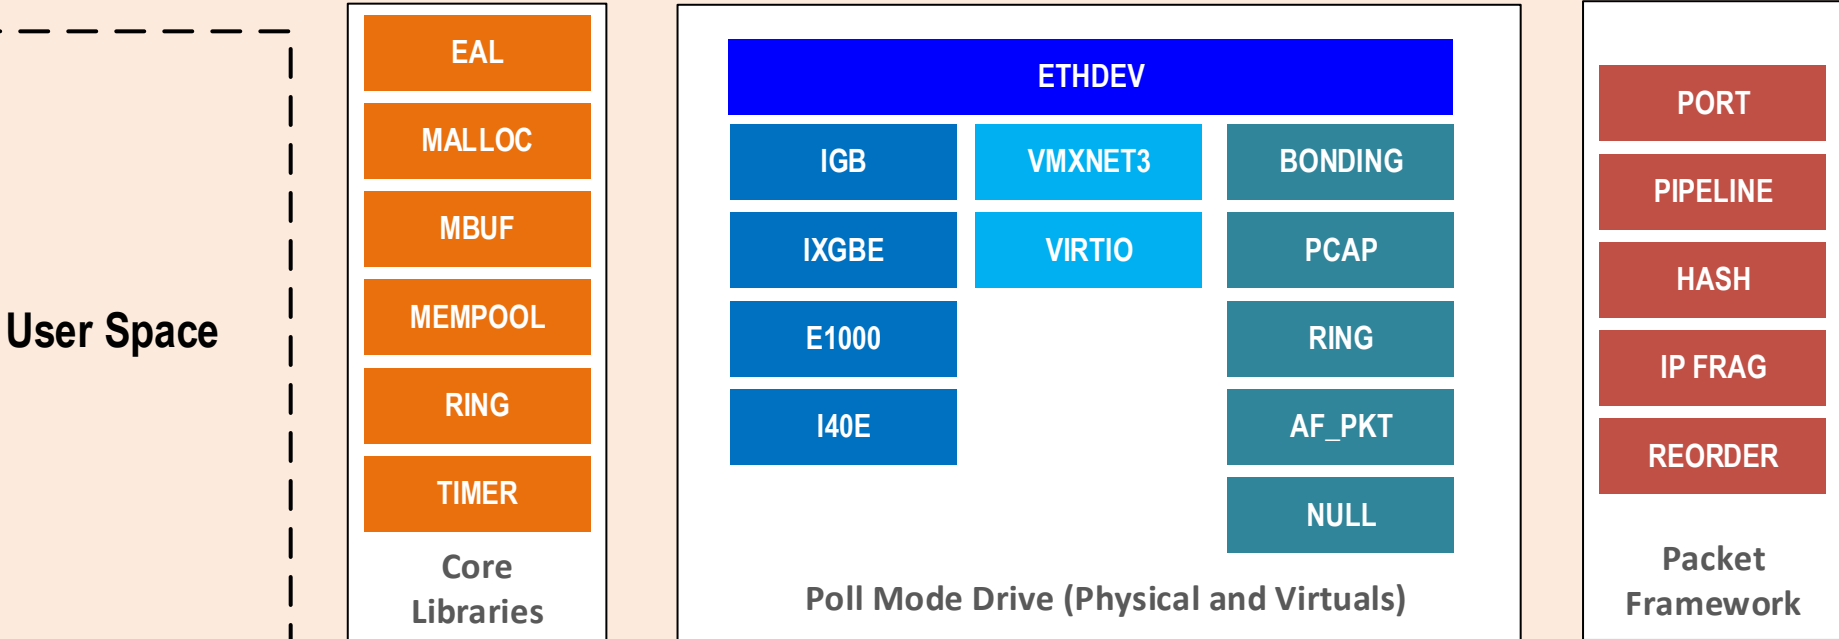 User Space
EAL
MALLOC
MBUF
MEMPOOL
RING
TIMER
Core
Libraries
ETHDEV
IGB
VMXNET3
BONDING
IXGBE
VIRTIO
PCAP
E1000
RING
I40E
AF_PKT
NULL
Poll Mode Drive (Physical and Virtuals)
PORT
PIPELINE
HASH
IP FRAG
REORDER
Packet
Framework